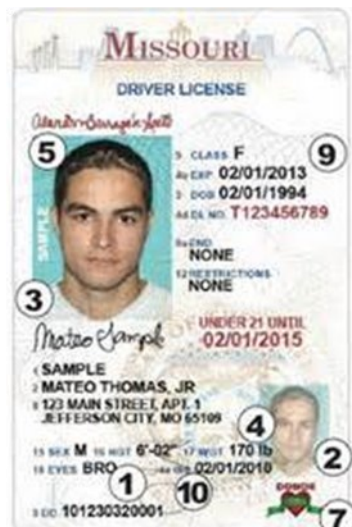 MISSOURI
DRIVER LICENSE
5
9
9 CLASS F
4b EXP 02/01/2013
3 DOB 02/01/1994
4d DL NO. T123456789
9a END
NONE
12 RESTRICTIONS
NONE
SAMPLE
3
Mateo Sample
UNDER 21 UNTIL
02/01/2015
1 SAMPLE
2 MATEO THOMAS, JR
8 123 MAIN STREET, APT. 1
JEFFERSON CITY, MO 65109
4
15 SEX M 16 HGT 6'-02" 17 WGT 170 lb
2
18 EYES BRO 4a ISS 02/01/2010
1
10
DONOR
5 DD 101230320001
7